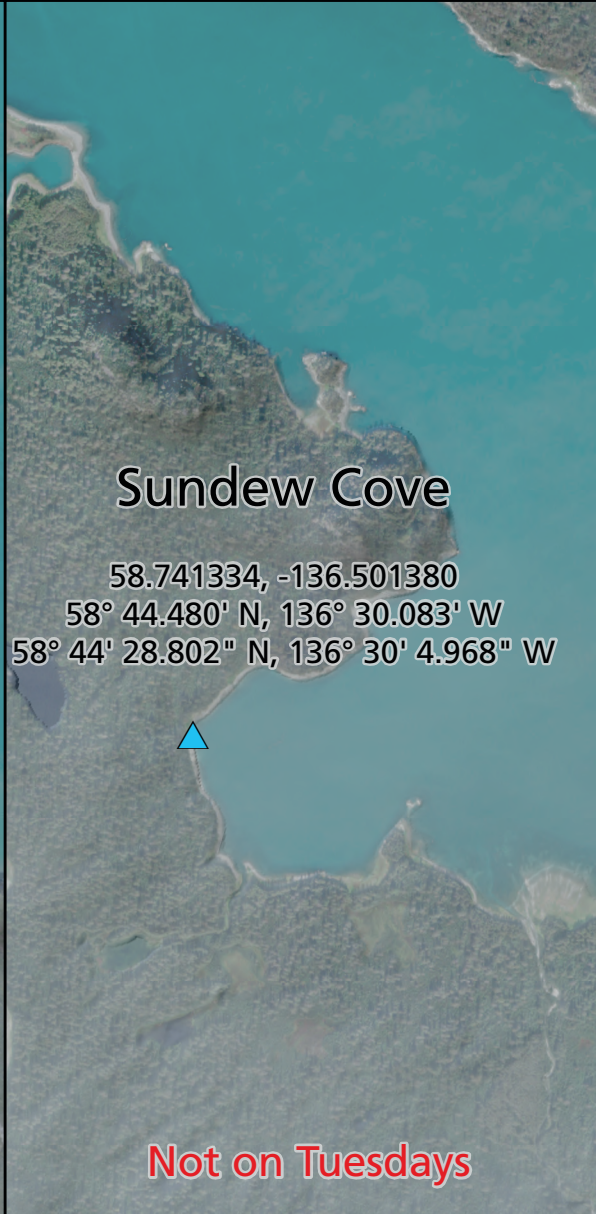 Sundew Cove
58.741334, -136.501380
58° 44.480' N, 136° 30.083' W
58° 44' 28.802" N, 136° 30' 4.968" W
Not on Tuesdays